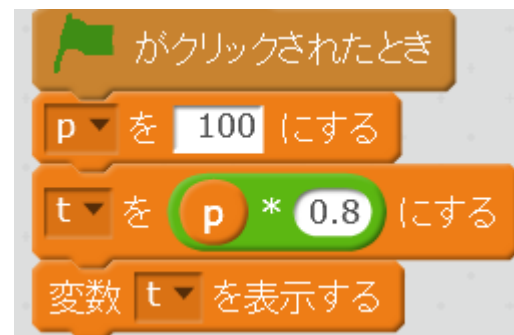 がクリックされたとき
p を 100 にする
t を p * 0.8 にする
変数 t を表示する